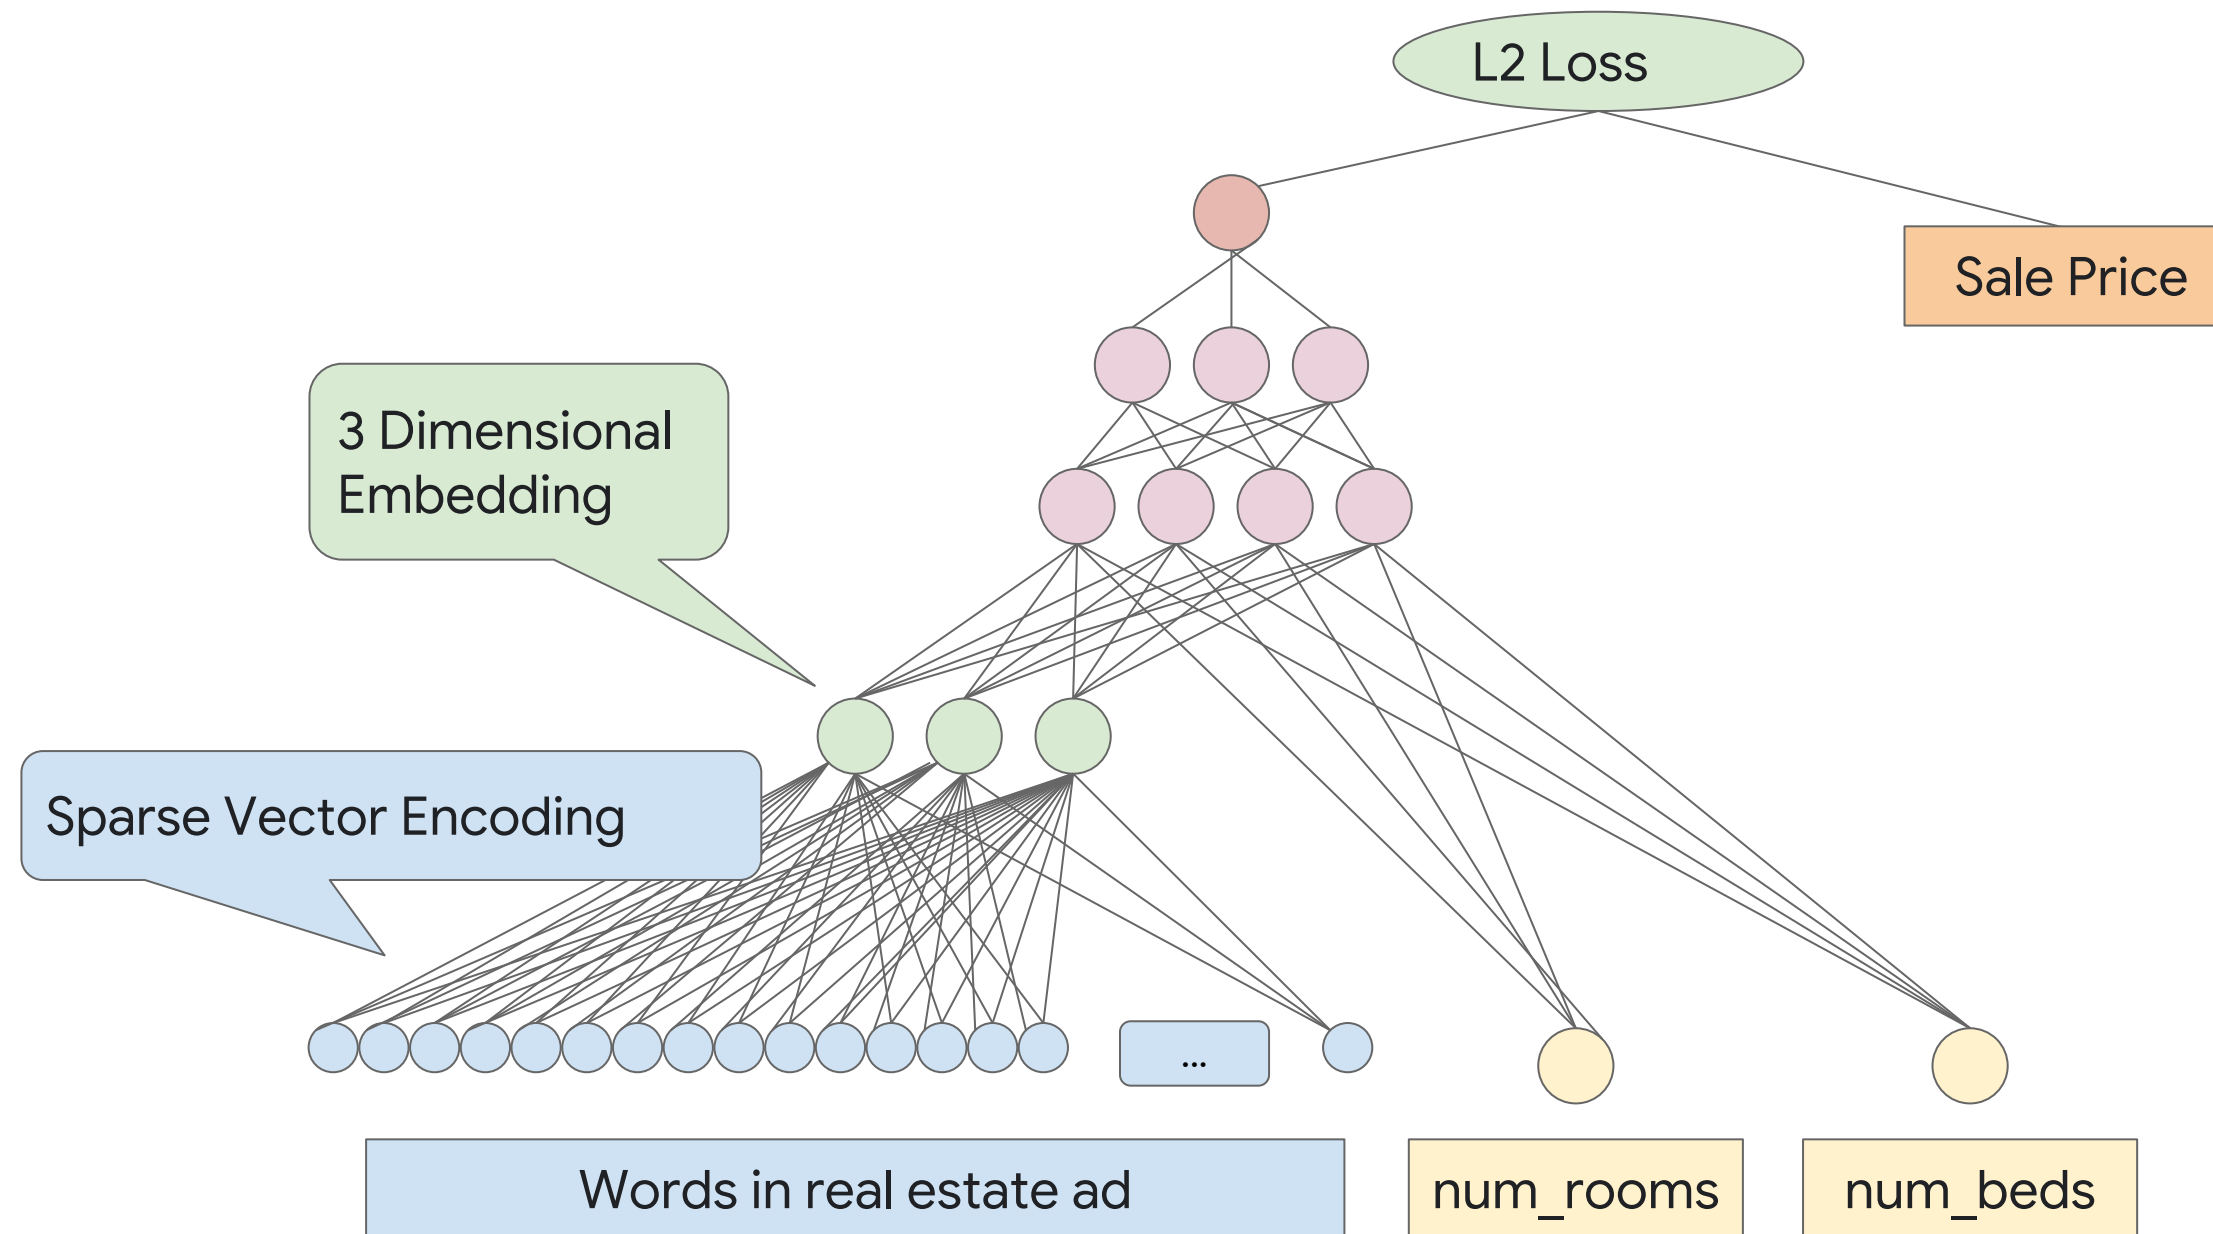 L2 Loss
Sale Price
3 Dimensional
Embedding
Sparse Vector Encoding
...
Words in real estate ad
num_rooms
num_beds